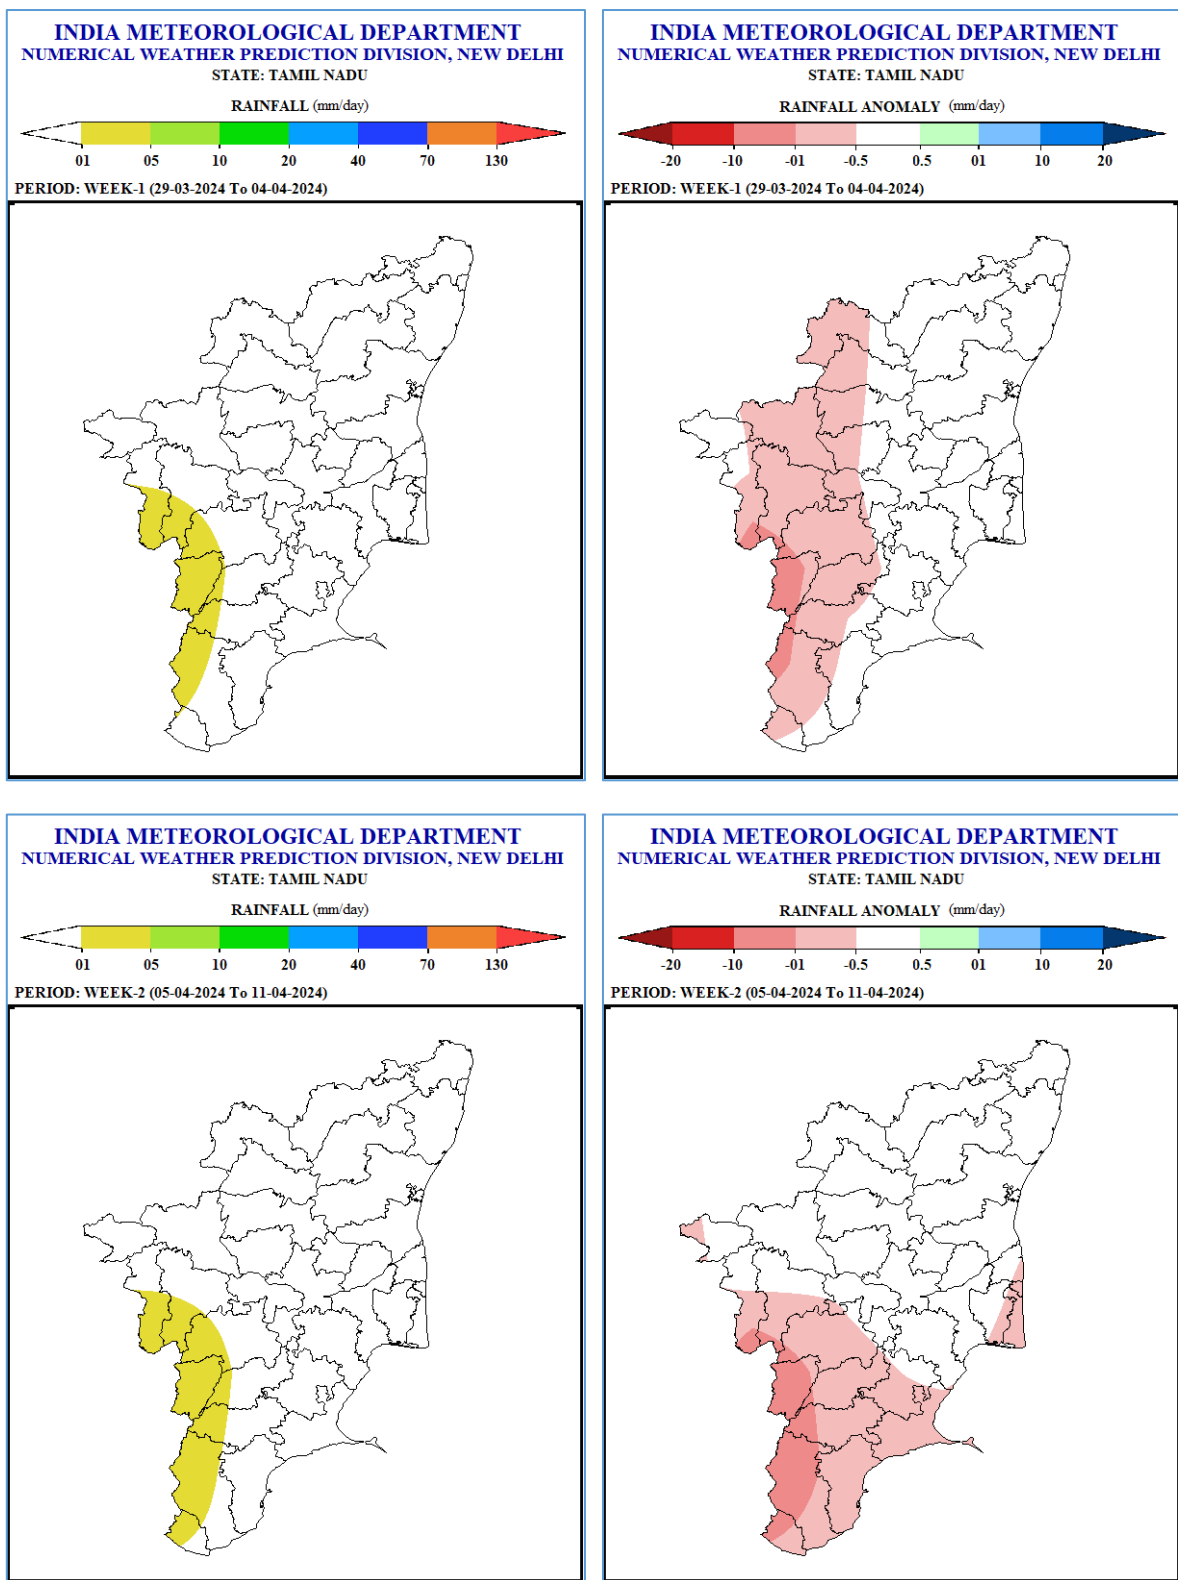 INDIA METEOROLOGICAL DEPARTMENT
NUMERICAL WEATHER PREDICTION DIVISION, NEW DELHI
STATE: TAMIL NADU
RAINFALL (mm/day)
01 05 10 20 40 70 130
PERIOD: WEEK-1 (29-03-2024 To 04-04-2024)
INDIA METEOROLOGICAL DEPARTMENT
NUMERICAL WEATHER PREDICTION DIVISION, NEW DELHI
STATE: TAMIL NADU
RAINFALL ANOMALY (mm/day)
-20 -10 -01 -0.5 0.5 01 10 20
PERIOD: WEEK-1 (29-03-2024 To 04-04-2024)
INDIA METEOROLOGICAL DEPARTMENT
NUMERICAL WEATHER PREDICTION DIVISION, NEW DELHI
STATE: TAMIL NADU
RAINFALL (mm/day)
01 05 10 20 40 70 130
PERIOD: WEEK-2 (05-04-2024 To 11-04-2024)
INDIA METEOROLOGICAL DEPARTMENT
NUMERICAL WEATHER PREDICTION DIVISION, NEW DELHI
STATE: TAMIL NADU
RAINFALL ANOMALY (mm/day)
-20 -10 -01 -0.5 0.5 01 10 20
PERIOD: WEEK-2 (05-04-2024 To 11-04-2024)